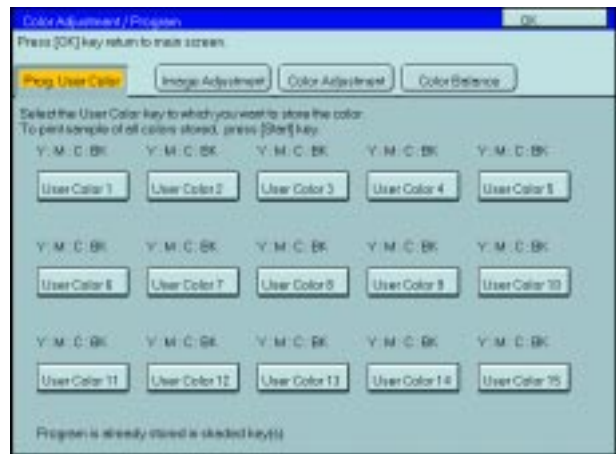 Color Adjustment / Program OK
Press [OK] key return to main screen.
Prog. User Color Image Adjustment Color Adjustment Color Balance
Select the User Color key to which you want to store the color.
To print sample of all colors stored, press [Start] key.
Y: M: C: BK Y: M: C: BK Y: M: C: BK Y: M: C: BK Y: M: C: BK
User Color 1 User Color 2 User Color 3 User Color 4 User Color 5
Y: M: C: BK Y: M: C: BK Y: M: C: BK Y: M: C: BK Y: M: C: BK
User Color 6 User Color 7 User Color 8 User Color 9 User Color 10
Y: M: C: BK Y: M: C: BK Y: M: C: BK Y: M: C: BK Y: M: C: BK
User Color 11 User Color 12 User Color 13 User Color 14 User Color 15
Program is already stored in shaded key(s)